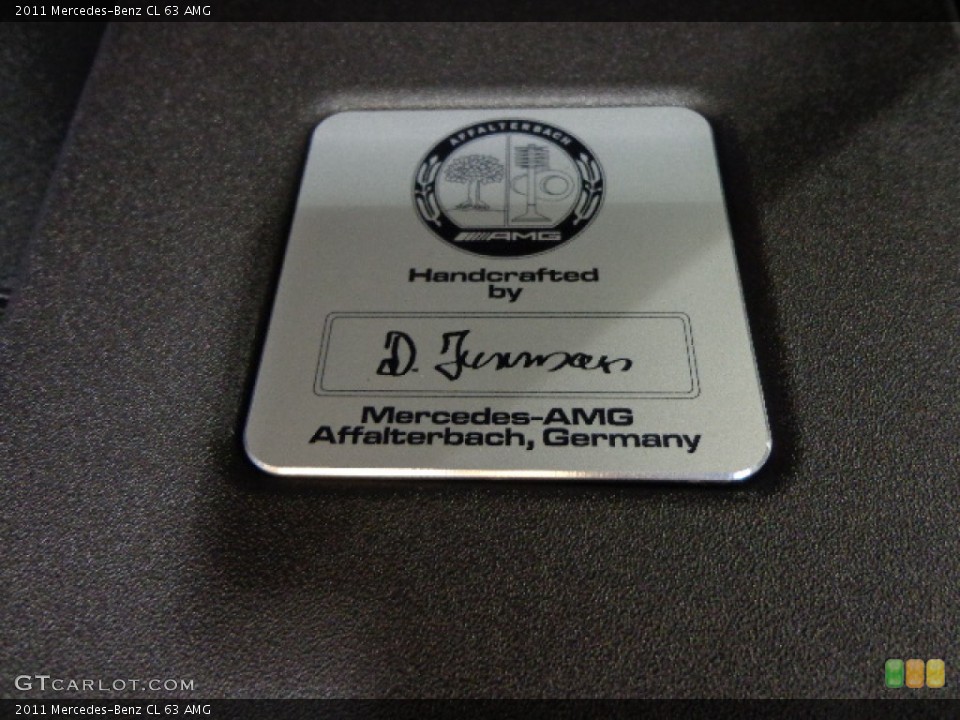 2011 Mercedes-Benz CL 63 AMG
AFFALTERBACH
AMG
Handcrafted
by
D.
Mercedes-AMG
Affalterbach, Germany
GTCARLOT.COM
2011 Mercedes-Benz CL 63 AMG